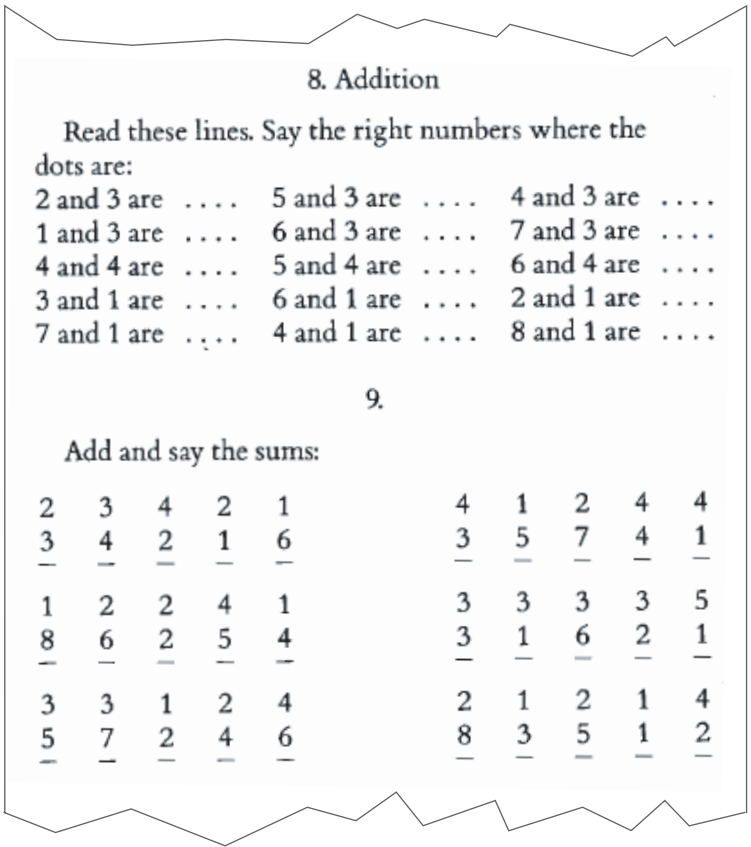 8. Addition
Read these lines. Say the right numbers where the
dots are:
2 and 3 are .... 5 and 3 are .... 4 and 3 are ....
1 and 3 are .... 6 and 3 are .... 7 and 3 are ....
4 and 4 are .... 5 and 4 are .... 6 and 4 are ....
3 and 1 are .... 6 and 1 are .... 2 and 1 are ....
7 and 1 are .... 4 and 1 are .... 8 and 1 are ....
9.
Add and say the sums:
2 3 4 2 1 4 1 2 4 4
3 4 2 1 6 3 5 7 4 1
1 2 2 4 1 3 3 3 3 5
8 6 2 5 4 3 1 6 2 1
3 3 1 2 4 2 1 2 1 4
5 7 2 4 6 8 3 5 1 2